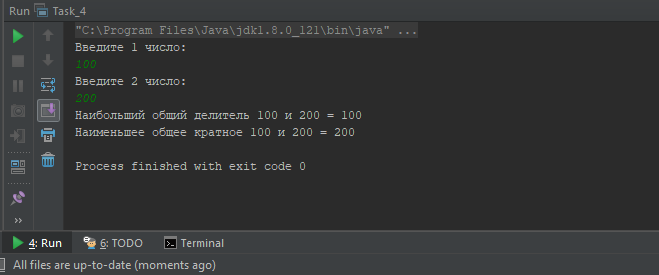 Run Task_4
"C:\Program Files\Java\jdk1.8.0_121\bin\java" ...
Введите 1 число:
100
Введите 2 число:
200
Наибольший общий делитель 100 и 200 = 100
Наименьшее общее кратное 100 и 200 = 200
Process finished with exit code 0
>>
4: Run 6: TODO Terminal
All files are up-to-date (moments ago)